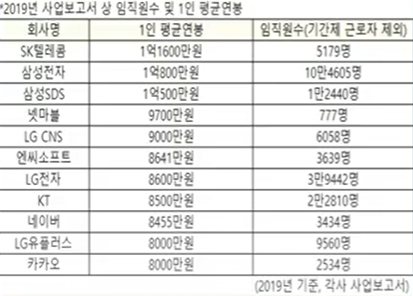 *2019년 사업보고서 상 임직원수 및 1인 평균연봉
회사명 1인 평균연봉 임직원수(기간제 근로자 제외)
SK텔레콤 1억1600만원 5179명
삼성전자 1억800만원 10만4605명
삼성SDS 1억500만원 1만2440명
넷마블 9700만원 777명
LG CNS 9000만원 6058명
엔씨소프트 8641만원 3639명
LG전자 8600만원 3만9442명
KT 8500만원 2만2810명
네이버 8455만원 3434명
LG유플러스 8000만원 9560명
카카오 8000만원 2534명
(2019년 기준, 각사 사업보고서)